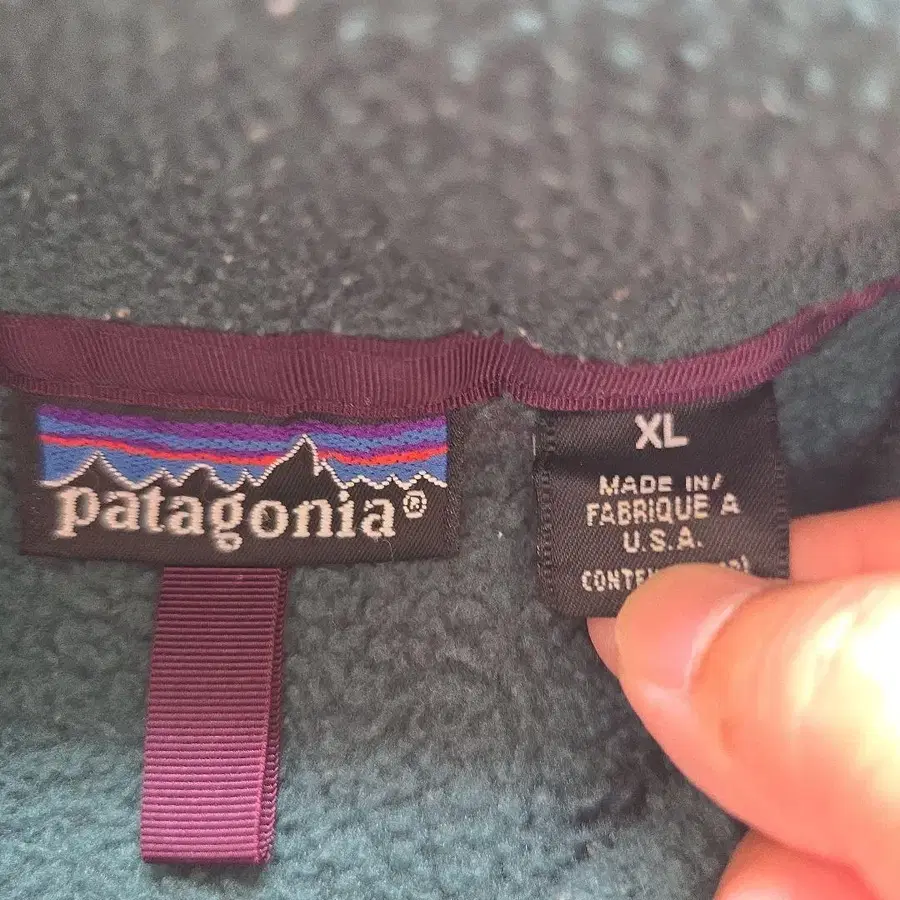 patagonia®
XL
MADE IN/
FABRIQUE A
U.S.A.